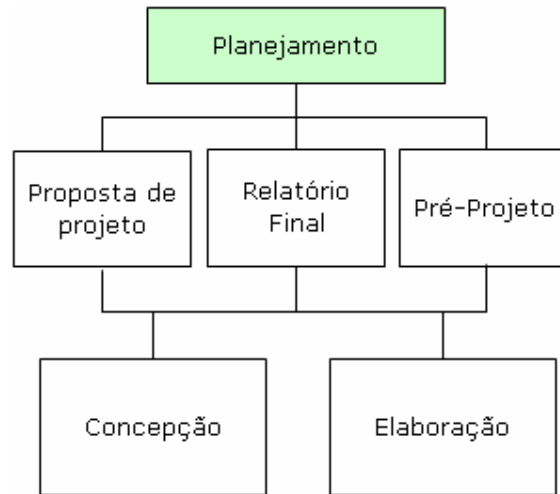 Planejamento
Proposta de
projeto
Relatório
Final
Pré-Projeto
Concepção
Elaboração